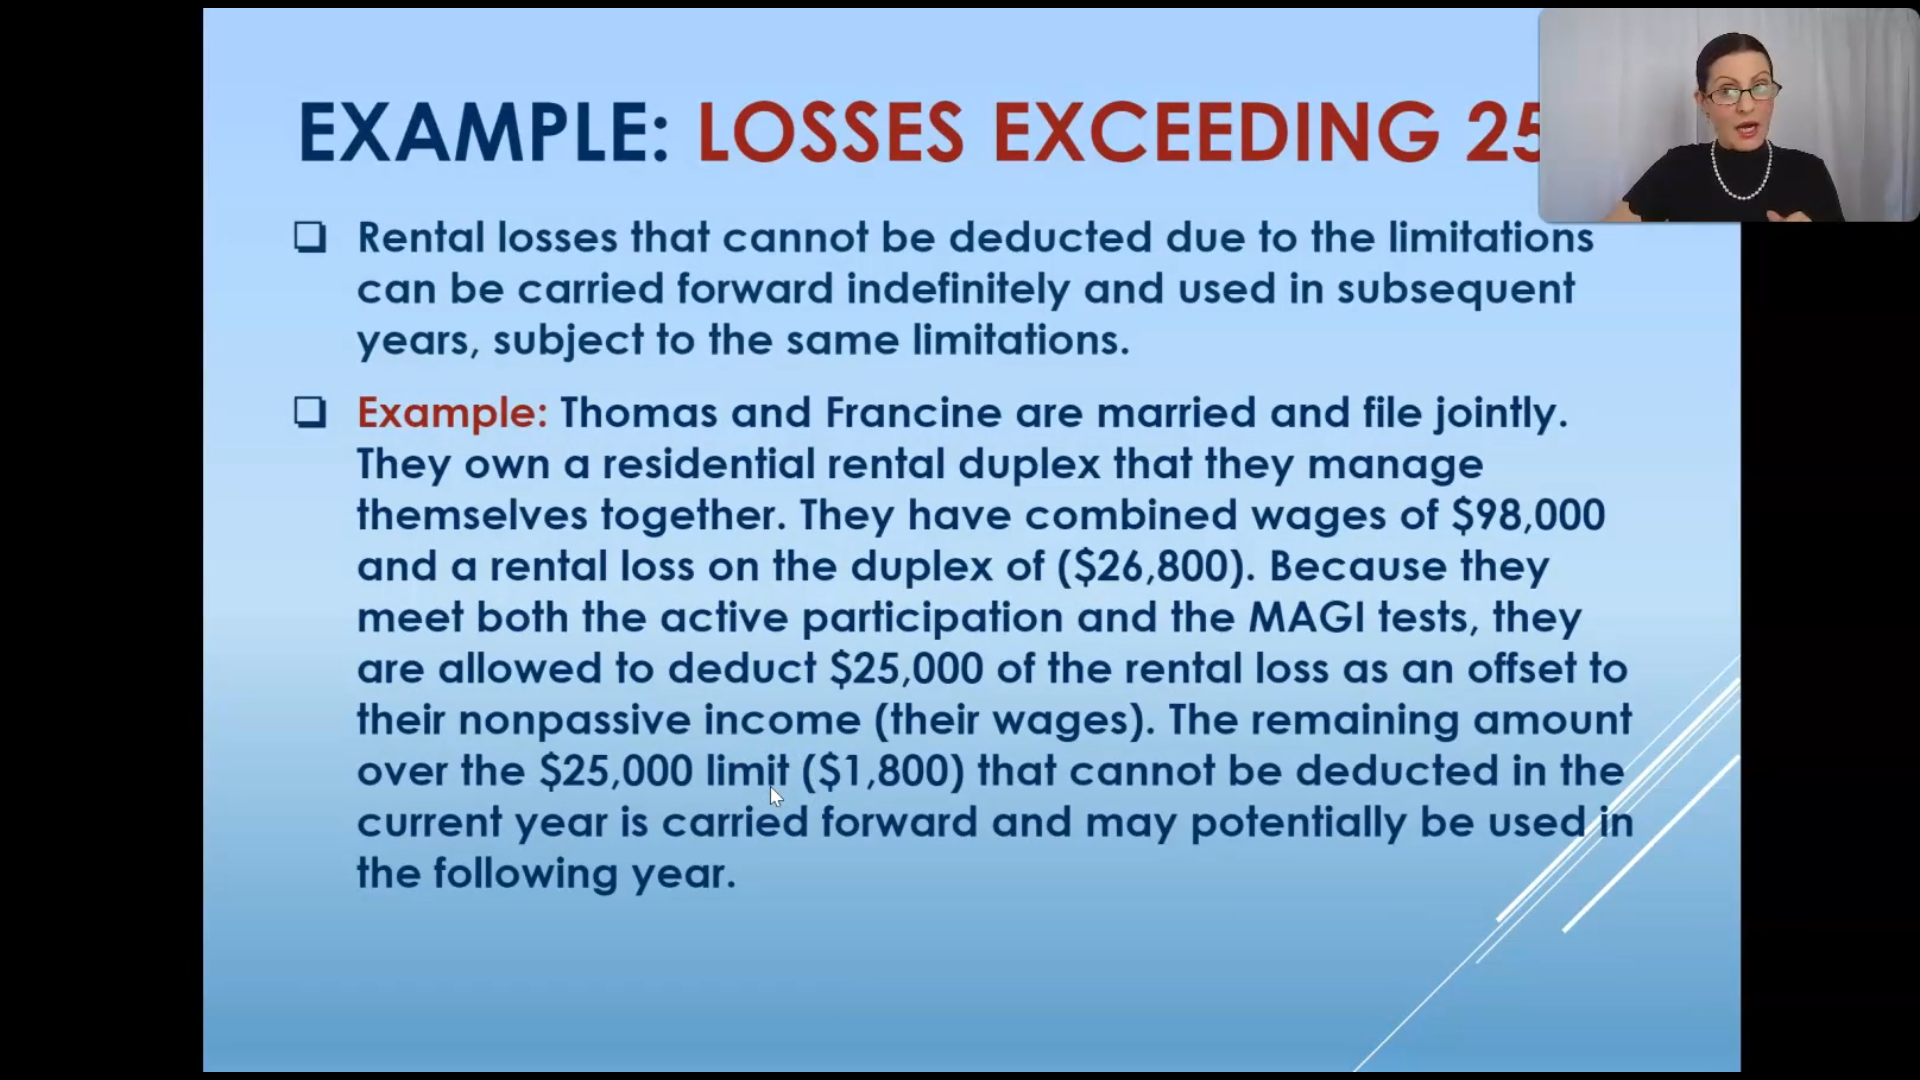 EXAMPLE: LOSSES EXCEEDING 25
Rental losses that cannot be deducted due to the limitations
can be carried forward indefinitely and used in subsequent
years, subject to the same limitations.
Example: Thomas and Francine are married and file jointly.
They own a residential rental duplex that they manage
themselves together. They have combined wages of $98,000
and a rental loss on the duplex of ($26,800). Because they
meet both the active participation and the MAGI tests, they
are allowed to deduct $25,000 of the rental loss as an offset to
their nonpassive income (their wages). The remaining amount
over the $25,000 limit ($1,800) that cannot be deducted in the
current year is carried forward and may potentially be used in
the following year.